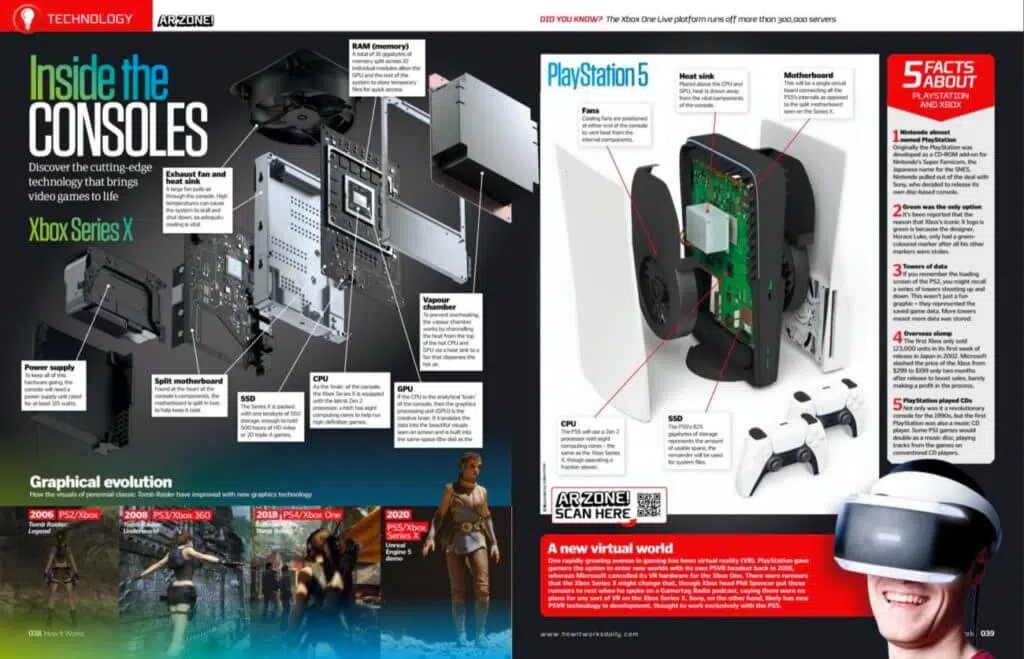 TECHNOLOGY
AR ZONE!
DID YOU KNOW? The Xbox One Live platform runs off more than 300,000 servers
Inside the
CONSOLES
Discover the cutting-edge
technology that brings
video games to life
Xbox Series X
RAM (memory)
A total of 16 gigabytes of
memory split across 10
individual modules allow the
GPU and the rest of the
system to store temporary
files for quick access.
Exhaust fan and
heat sink
A large fan pulls air
through the console. High
temperatures can cause
the system to stall and
shut down, so adequate
cooling is vital.
Vapour
chamber
To prevent overheating,
the vapour chamber
works by channelling
the heat from the top
of the hot CPU and
GPU via a heat sink to a
fan that disperses the
hot air.
Power supply
To keep all of this
hardware going, the
console will need a
power supply unit
rated for at least 315 watts.
Split motherboard
Found at the heart of the
console's components, the
motherboard is split in two
to help keep it cool.
SSD
The Series X is packed
with one terabyte of SSD
storage, enough to hold
500 hours of HD video
or 20 triple A games.
CPU
As the 'brain' of the console,
the Xbox Series X is equipped
with the latest Zen 2
processor, which has eight
computing cores to help run
high-definition games.
GPU
If the CPU is the analytical 'brain'
of the console, then the graphics
processing unit (GPU) is the
creative brain. It translates the
data into the beautiful visuals
seen on screen and is built into
the same space (the die) as the
Graphical evolution
How the visuals of perennial classic Tomb Raider have improved with new graphics technology
2006 PS2/Xbox
Tomb Raider:
Legend
2008 PS3/Xbox 360
Tomb Raider:
Underworld
2018 PS4/Xbox One
2020
PS5/Xbox
Series X
Unreal
Engine 5
demo
038 How It Works
PlayStation 5
Fans
Cooling fans are positioned
at either end of the console
to vent heat from the
internal components.
Heat sink
Placed above the CPU and
GPU, heat is drawn away
from the vital components
of the console.
Motherboard
This will be a single circuit
board connecting all the
PS5's internals as opposed
to the split motherboard
seen on the Series X.
CPU
The PS5 will use a Zen 2
processor with eight
computing cores – the
same as the Xbox Series
X, though operating a
fraction slower.
SSD
The PS5's 825
gigabytes of storage
represents the amount
of usable space, the
remainder will be used
for system files.
AR ZONE!
SCAN HERE
5 FACTS
ABOUT
PLAYSTATION
AND XBOX
1 Nintendo almost
owned PlayStation
Originally the PlayStation was
developed as a CD-ROM add-on for
Nintendo's Super Famicom, the
Japanese name for the SNES.
Nintendo pulled out of the deal with
Sony, who decided to release its
own disc-based console.
2 Green was the only option
It's been reported that the
reason that Xbox's iconic X logo is
green is because the designer,
Horace Luke, only had a green-
coloured marker after all his other
markers were stolen.
3 Towers of data
If you remember the loading
screen of the PS2, you might recall
a series of towers shooting up and
down. This wasn't just a fun
graphic – they represented the
saved game data. More towers
meant more data was stored.
4 Overseas slump
The first Xbox only sold
123,000 units in its first week of
release in Japan in 2002. Microsoft
slashed the price of the Xbox from
$299 to $199 only two months
after release to boost sales, barely
making a profit in the process.
5 PlayStation played CDs
Not only was it a revolutionary
console for the 1990s, but the first
PlayStation was also a music CD
player. Some PS1 games would
double as a music disc, playing
tracks from the games on
conventional CD players.
A new virtual world
One rapidly growing avenue in gaming has been virtual reality (VR). PlayStation gave
gamers the option to enter new worlds with its own PSVR headset back in 2016,
whereas Microsoft cancelled its VR hardware for the Xbox One. There were rumours
that the Xbox Series X might change that, though Xbox head Phil Spencer put those
rumours to rest when he spoke on a Gamertag Radio podcast, saying there were no
plans for any sort of VR on the Xbox Series X. Sony, on the other hand, likely has new
PSVR technology in development, thought to work exclusively with the PS5.
www.howitworksdaily.com
039